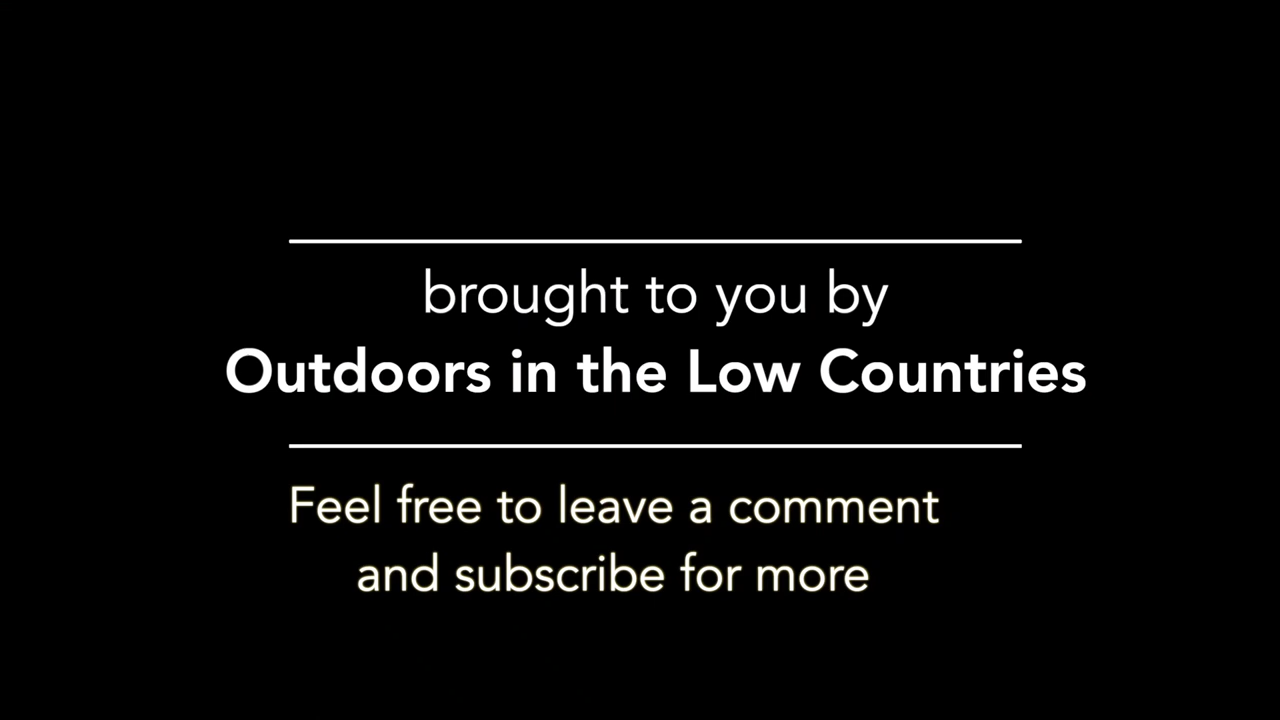 brought to you by
Outdoors in the Low Countries
Feel free to leave a comment
and subscribe for more